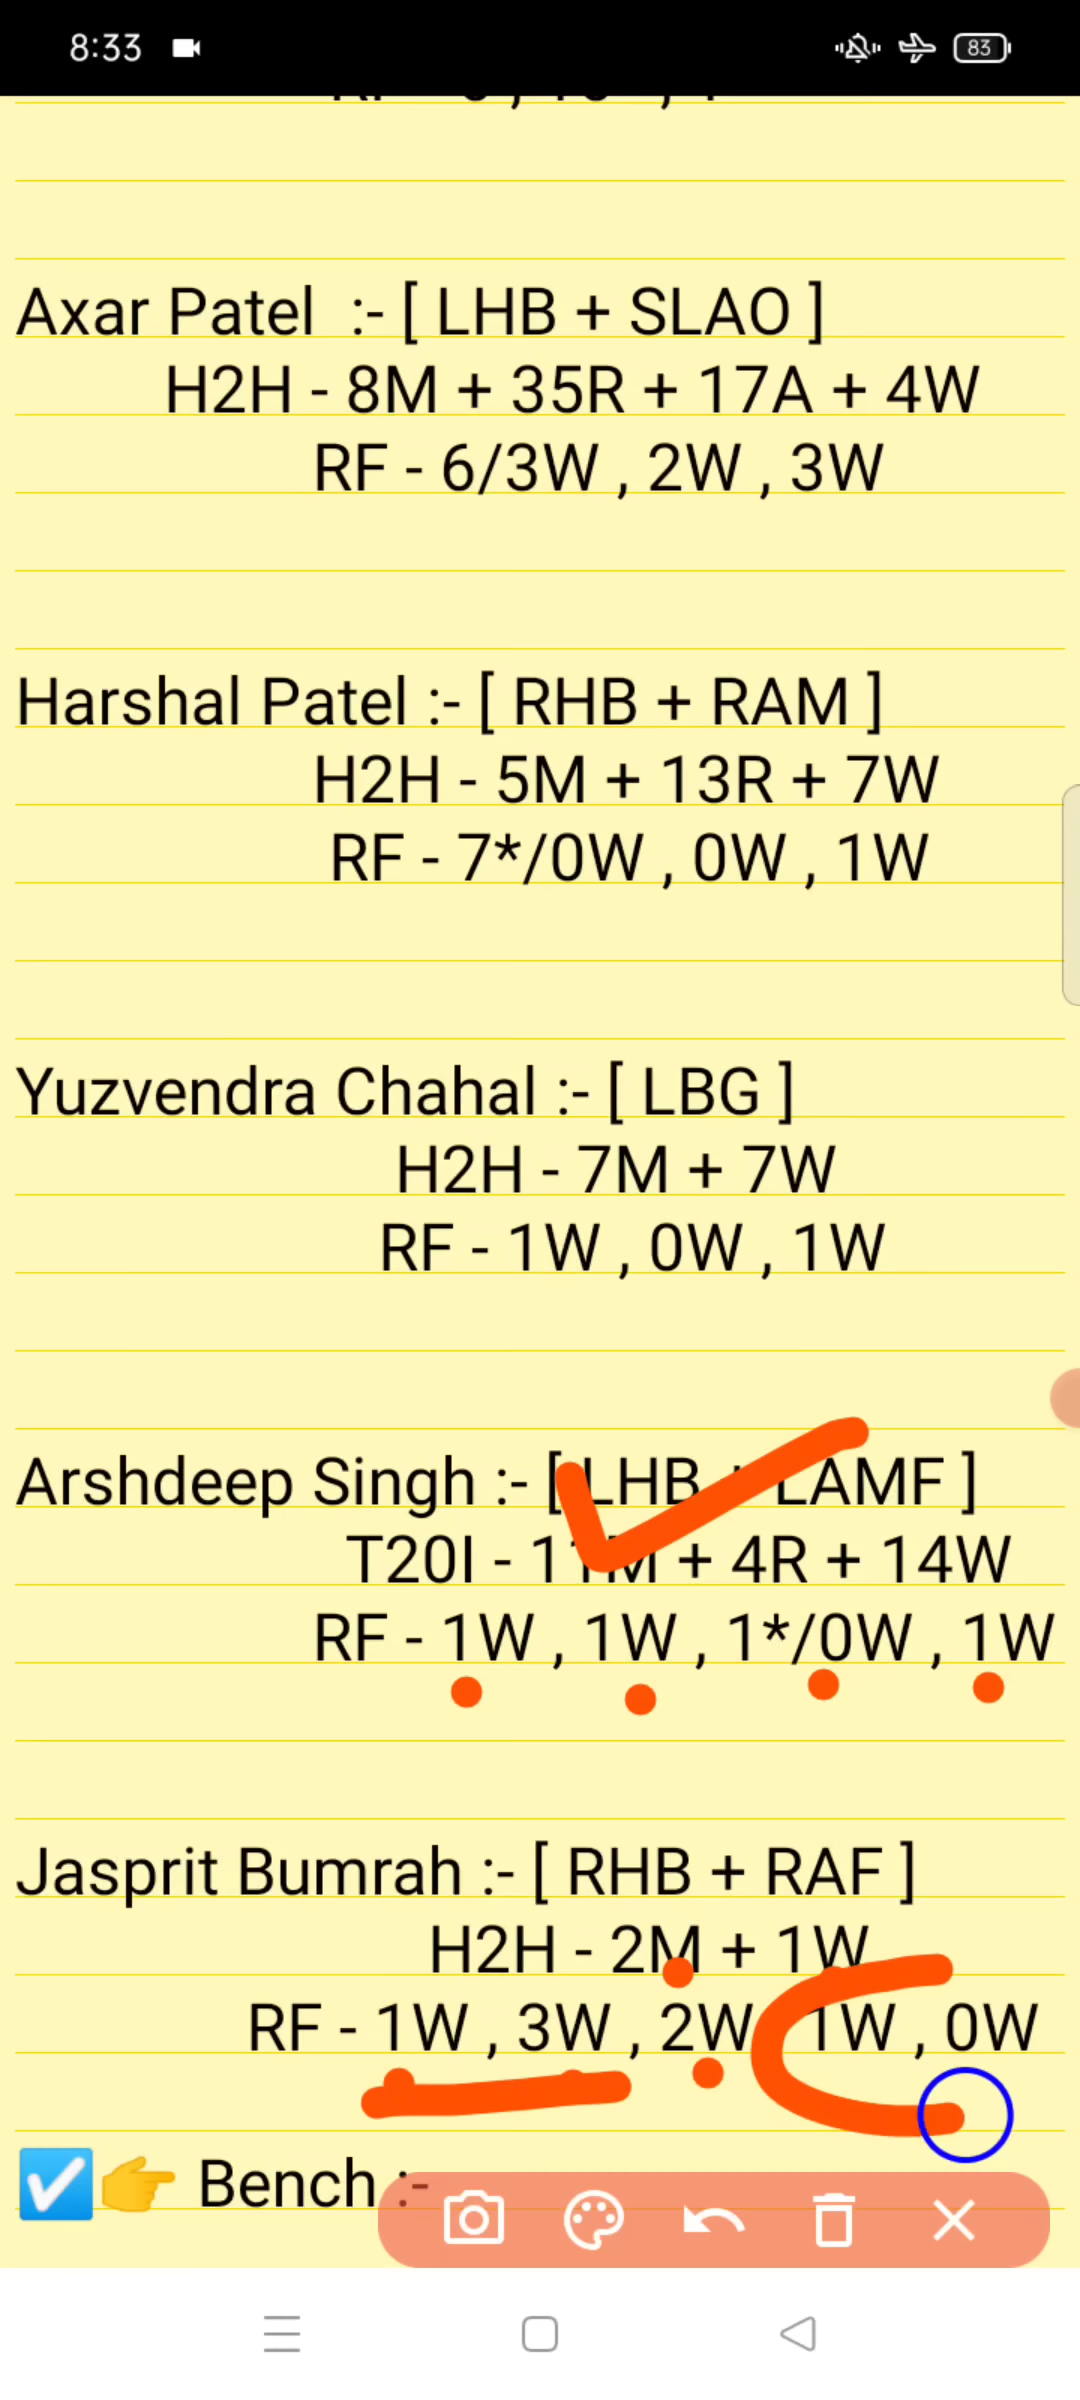 8:33
83
Axar Patel :- [ LHB + SLAO ]
H2H - 8M + 35R + 17A + 4W
RF - 6/3W , 2W , 3W
Harshal Patel :- [ RHB + RAM ]
H2H - 5M + 13R + 7W
RF - 7*/0W , 0W , 1W
Yuzvendra Chahal :- [ LBG ]
H2H - 7M + 7W
RF - 1W , 0W , 1W
Arshdeep Singh :- [ LHB + LAMF ]
T20I - 11M + 4R + 14W
RF - 1W , 1W , 1*/0W , 1W
Jasprit Bumrah :- [ RHB + RAF ]
H2H - 2M + 1W
RF - 1W , 3W , 2W 1W , 0W
Bench :-